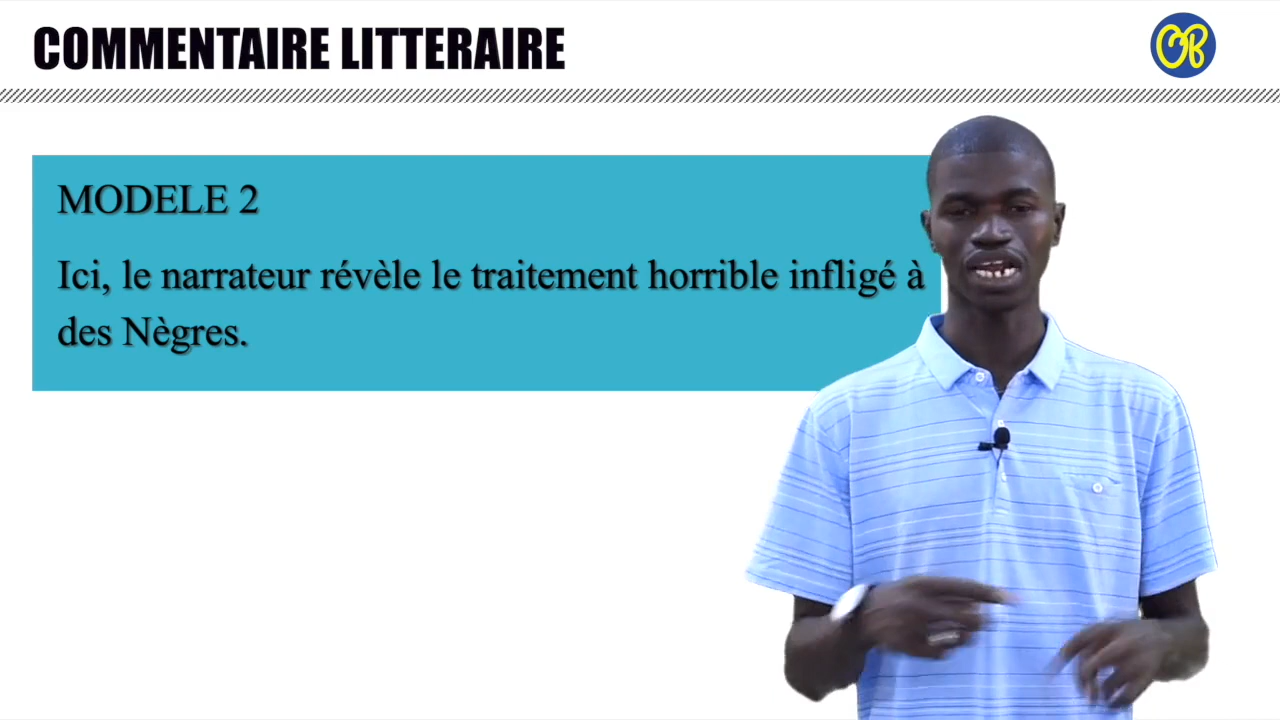 COMMENTAIRE LITTERAIRE
MODELE 2
Ici, le narrateur révèle le traitement horrible infligé à
des Nègres.